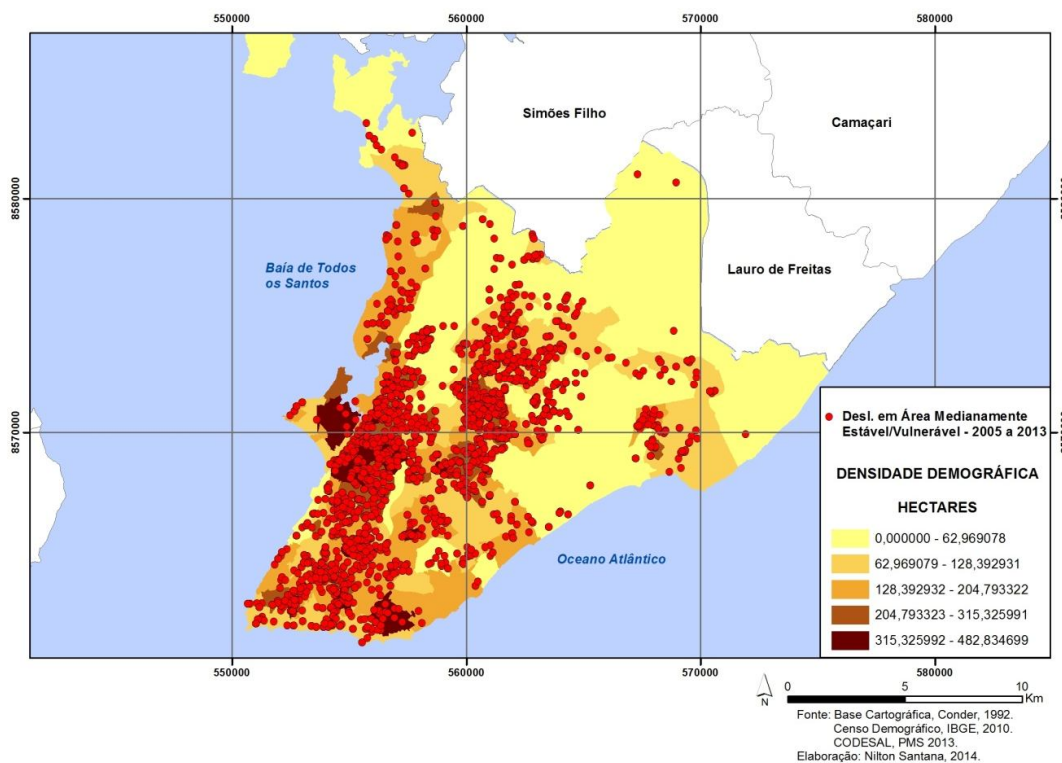 550000
560000
570000
580000
Simões Filho
Camaçari
8580000
Baía de Todos
os Santos
Lauro de Freitas
8570000
Desl. em Área Medianamente
Estável/Vulnerável - 2005 a 2013
DENSIDADE DEMOGRÁFICA
HECTARES
0,000000 - 62,969078
62,969079 - 128,392931
128,392932 - 204,793322
204,793323 - 315,325991
315,325992 - 482,834699
Oceano Atlântico
550000
560000
570000
580000
N
0 5 10
Km
Fonte: Base Cartográfica, Conder, 1992.
Censo Demográfico, IBGE, 2010.
CODESAL, PMS 2013.
Elaboração: Nilton Santana, 2014.